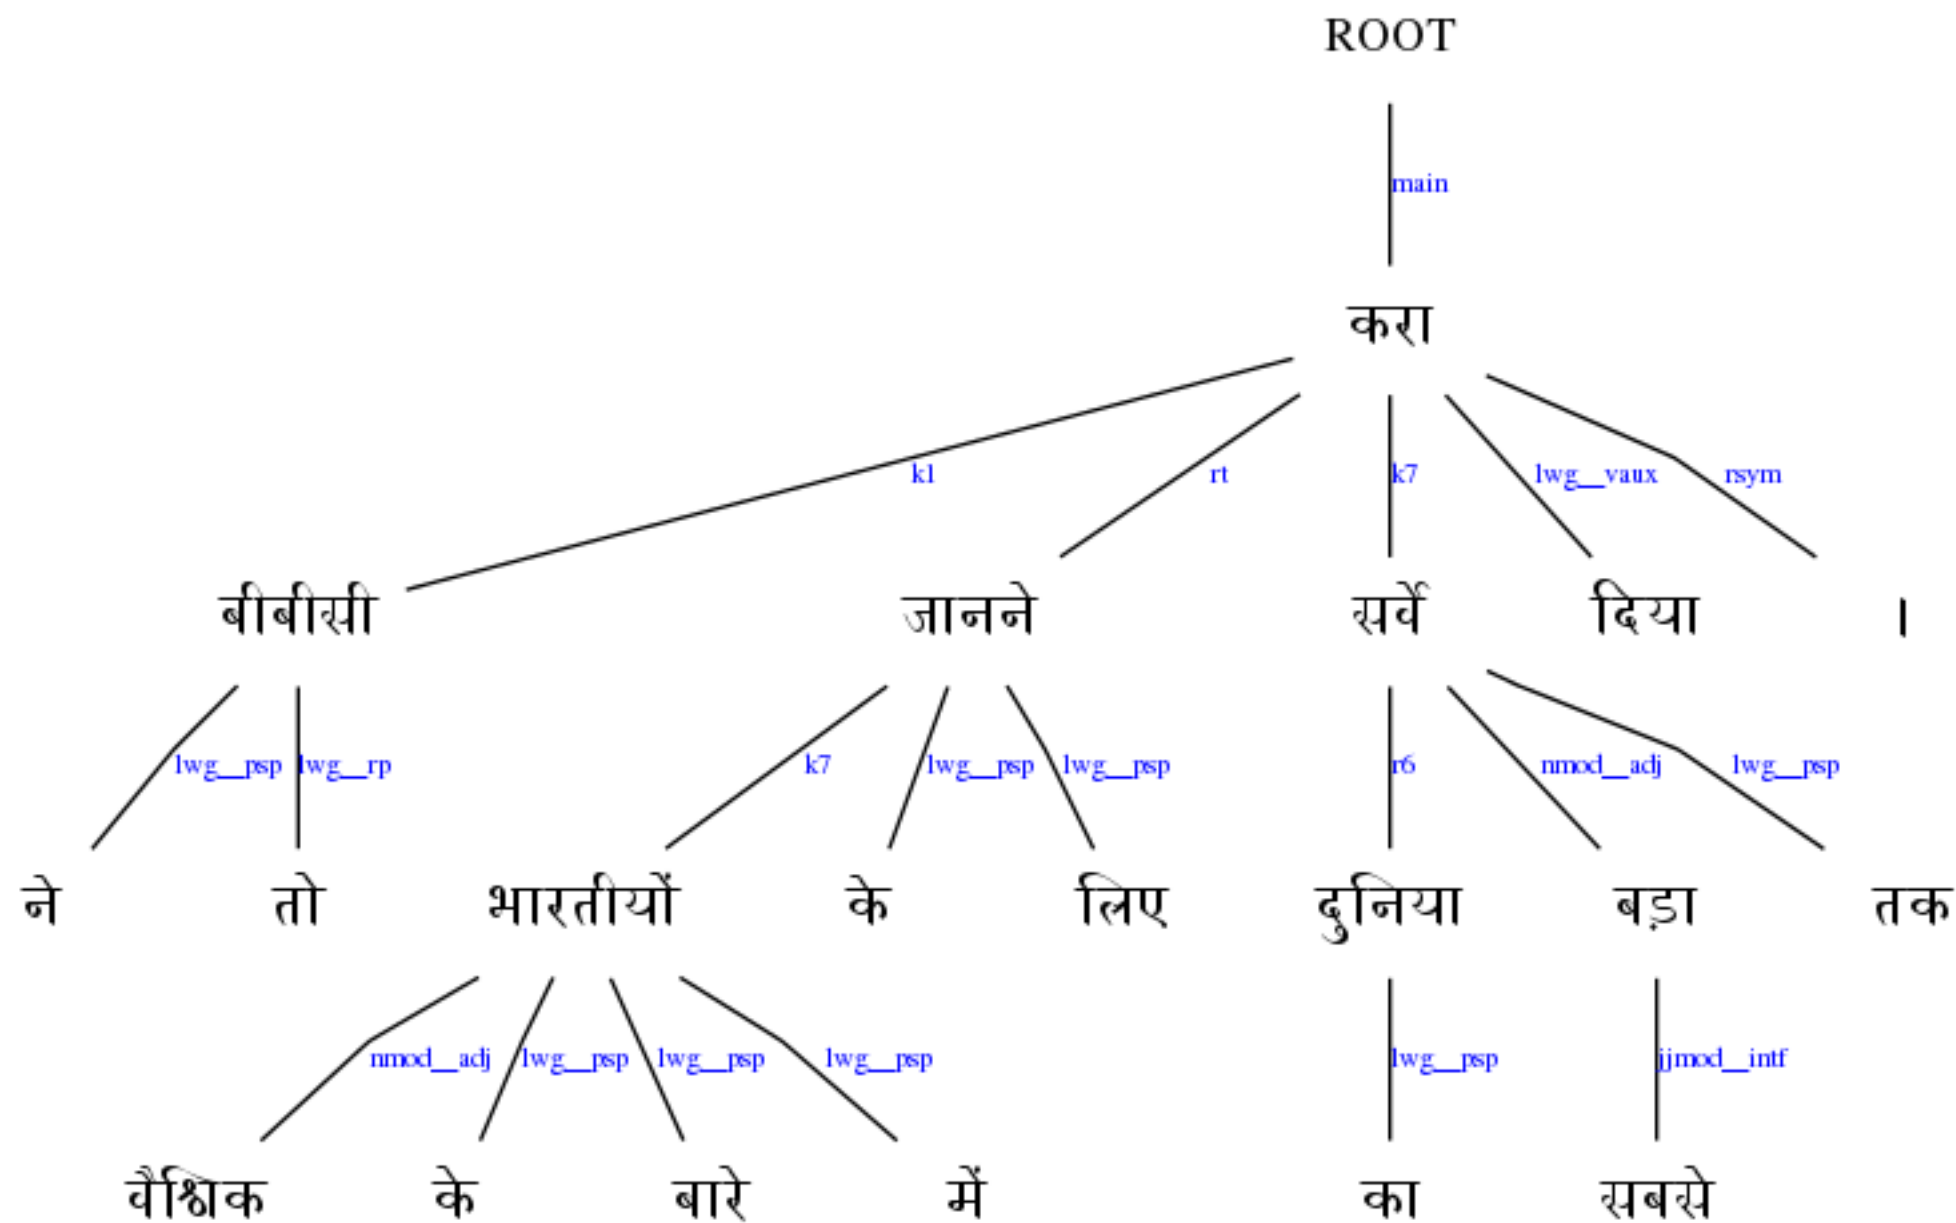 ROOT
main
करा
k1 rt k7 lwg__vaux rsym
बीबीसी जानने सर्वे दिया ।
lwg__psp lwg__rp k7 lwg__psp lwg__psp r6 nmod__adj lwg__psp
ने तो भारतीयों के लिए दुनिया बड़ा तक
nmod__adj lwg__psp lwg__psp lwg__psp lwg__psp jjmod__intf
वैश्विक के बारे में का सबसे